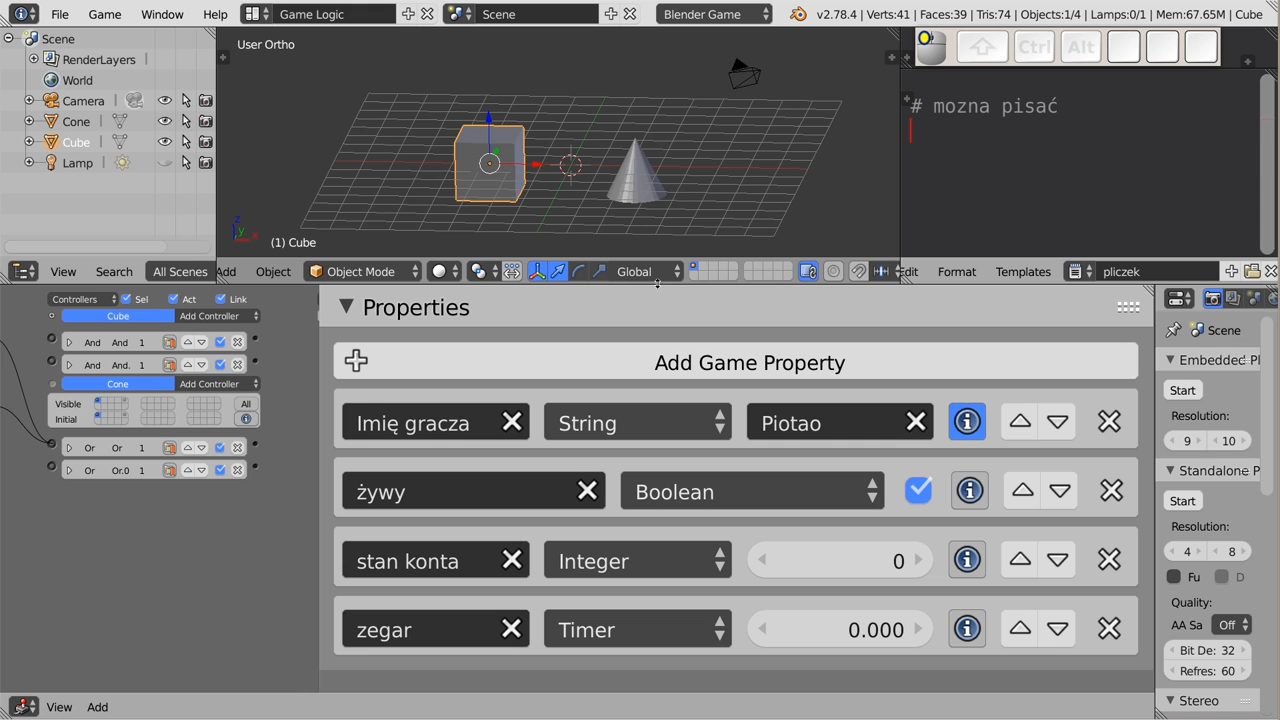 File Game Window Help Game Logic Scene Blender Game v2.78.4 | Verts:41 | Faces:39 | Tris:74 | Objects:1/4 | Lamps:0/1 | Mem:67.65M | Cube
Scene
RenderLayers
World
Camera
Cone
Cube
Lamp
View Search All Scenes
User Ortho
(1) Cube
Add Object Object Mode Global
Ctrl Alt
# mozna pisać
Edit Format Templates pliczek
Controllers Sel Act Link
Cube Add Controller
And And 1
And And. 1
Cone Add Controller
Visible All
Initial
Or Or 1
Or Or.0 1
Properties
Add Game Property
Imię gracza String Piotao
żywy Boolean
stan konta Integer 0
zegar Timer 0.000
Scene
Embedded Pl
Start
Resolution:
9 10
Standalone P
Start
Resolution:
4 8
Fu D
Quality:
AA Sa Off
Bit De: 32
Refres: 60
Stereo
View Add